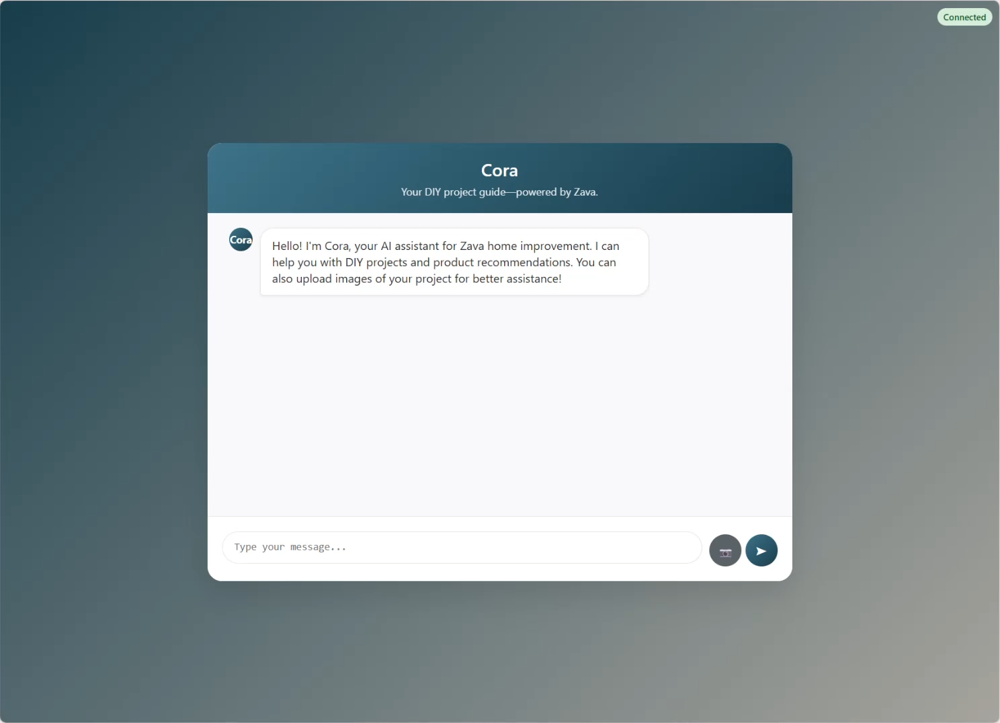 Connected
Cora
Your DIY project guide—powered by Zava.
Cora
Hello! I'm Cora, your AI assistant for Zava home improvement. I can
help you with DIY projects and product recommendations. You can
also upload images of your project for better assistance!
Type your message...